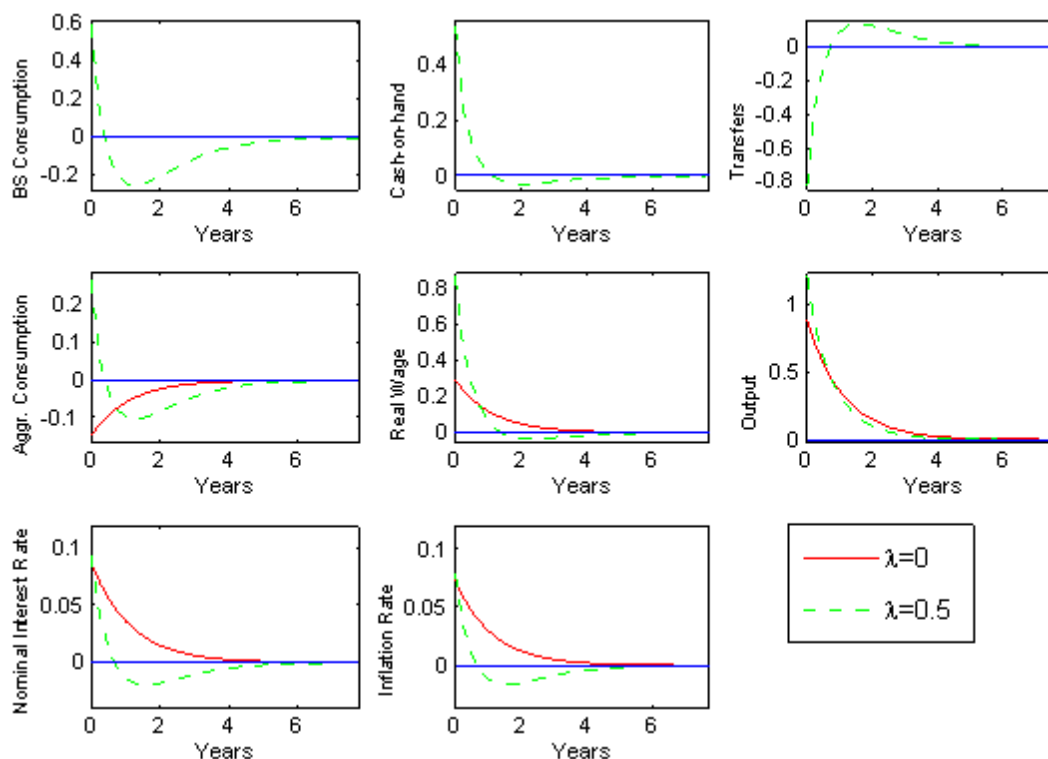 BS Consumption
0.6
0.4
0.2
0
-0.2
0 2 4 6
Years
Cash-on-hand
0.4
0.2
0
0 2 4 6
Years
Transfers
0
-0.2
-0.4
-0.6
-0.8
0 2 4 6
Years
Aggr. Consumption
0.2
0.1
0
-0.1
0 2 4 6
Years
Real Wage
0.8
0.6
0.4
0.2
0
0 2 4 6
Years
Output
1
0.5
0
0 2 4 6
Years
Nominal Interest Rate
0.1
0.05
0
0 2 4 6
Years
Inflation Rate
0.1
0.05
0
0 2 4 6
Years
λ=0
λ=0.5